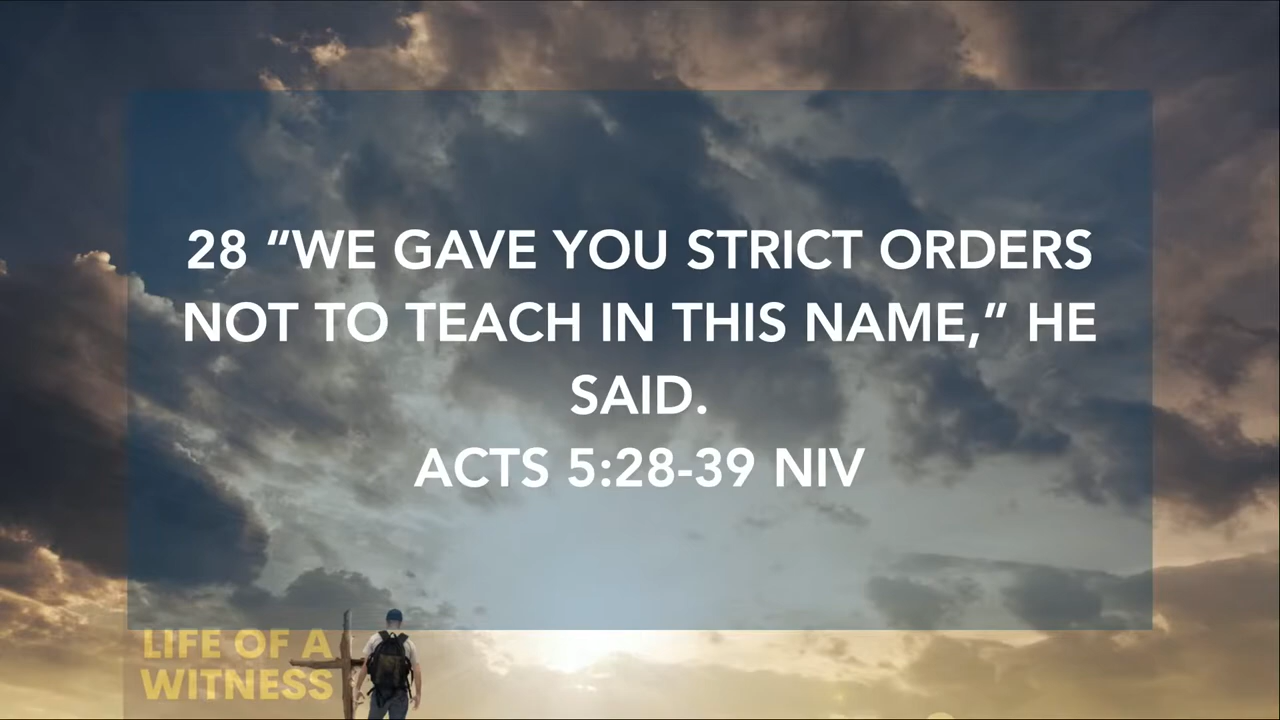 28 “WE GAVE YOU STRICT ORDERS
NOT TO TEACH IN THIS NAME,” HE
SAID.
ACTS 5:28-39 NIV
LIFE OF A
WITNESS